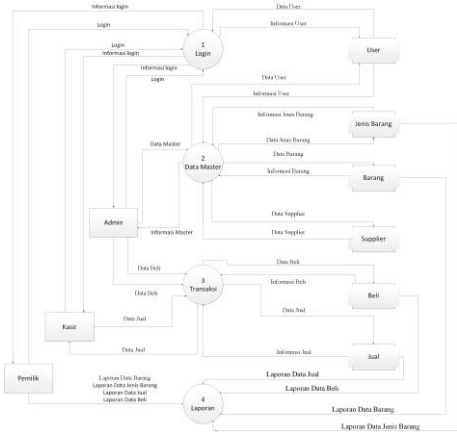 Informasi login
Data User
Login
Informasi User
Login
Informasi login
1
Login
User
Informasi login
Login
Data User
Informasi User
Informasi Jenis Barang
Jenis Barang
Data Master
Data Jenis Barang
2
Data Master
Data Barang
Informasi Barang
Barang
Admin
Informasi Master
Data Supplier
Data Supplier
Supplier
Data Beli
Data Beli
3
Transaksi
Data Beli
Informasi Beli
Beli
Data Jual
Data Jual
Kasir
Data Jual
Informasi Jual
Jual
Pemilik
Laporan Data Barang
Laporan Data Jenis Barang
Laporan Data Jual
Laporan Data Beli
4
Laporan
Laporan Data Jual
Laporan Data Beli
Laporan Data Barang
Laporan Data Jenis Barang